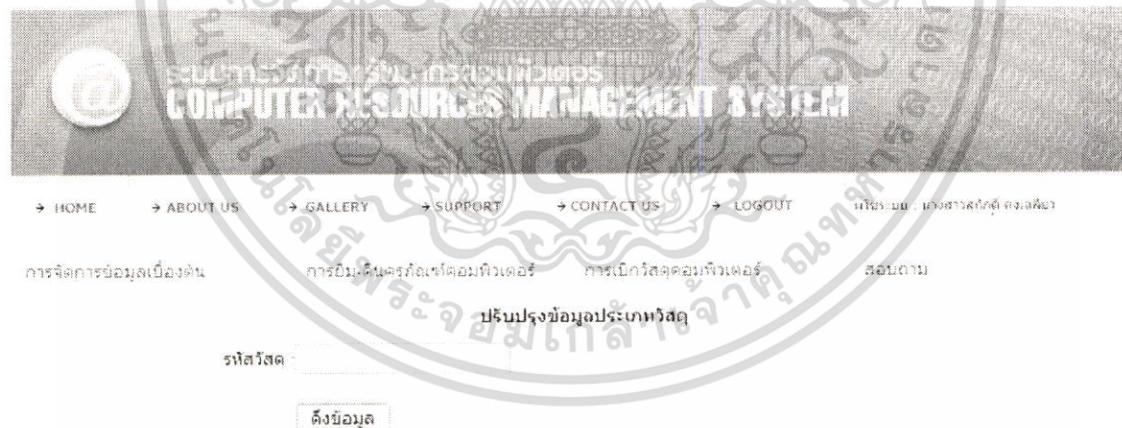 ระบบการจัดการทรัพยากรคอมพิวเตอร์
COMPUTER RESOURCES MANAGEMENT SYSTEM
→ HOME → ABOUT US → GALLERY → SUPPORT → CONTACT US → LOGOUT
การจัดการข้อมูลเบื้องต้น การยืม-คืนครุภัณฑ์คอมพิวเตอร์ การเบิกวัสดุคอมพิวเตอร์ สอบถาม
ปรับปรุงข้อมูลประเภทวัสดุ
รหัสวัสดุ
ดึงข้อมูล